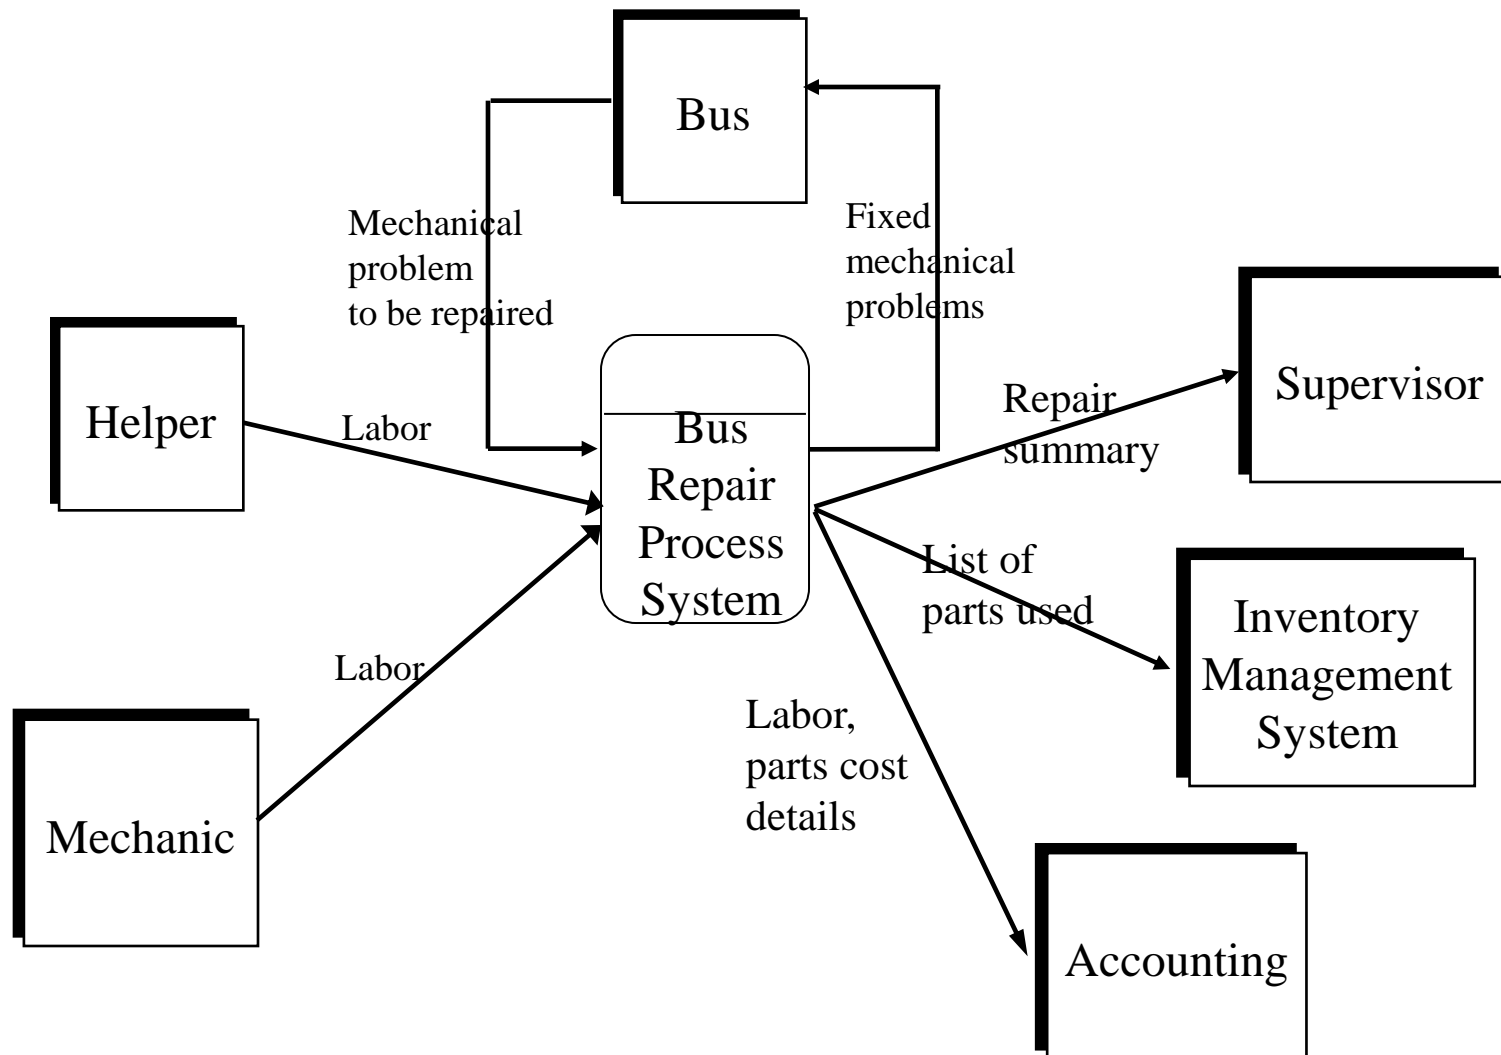 Bus
Mechanical
problem
to be repaired
Fixed
mechanical
problems
Helper
Labor
Bus
Repair
Process
System
Repair
summary
Supervisor
List of
parts used
Inventory
Management
System
Labor
Mechanic
Labor,
parts cost
details
Accounting